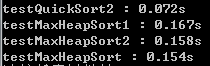 testQuickSort2 : 0.072s
testMaxHeapSort1 : 0.167s
testMaxHeapSort2 : 0.158s
testMaxHeapSort : 0.154s